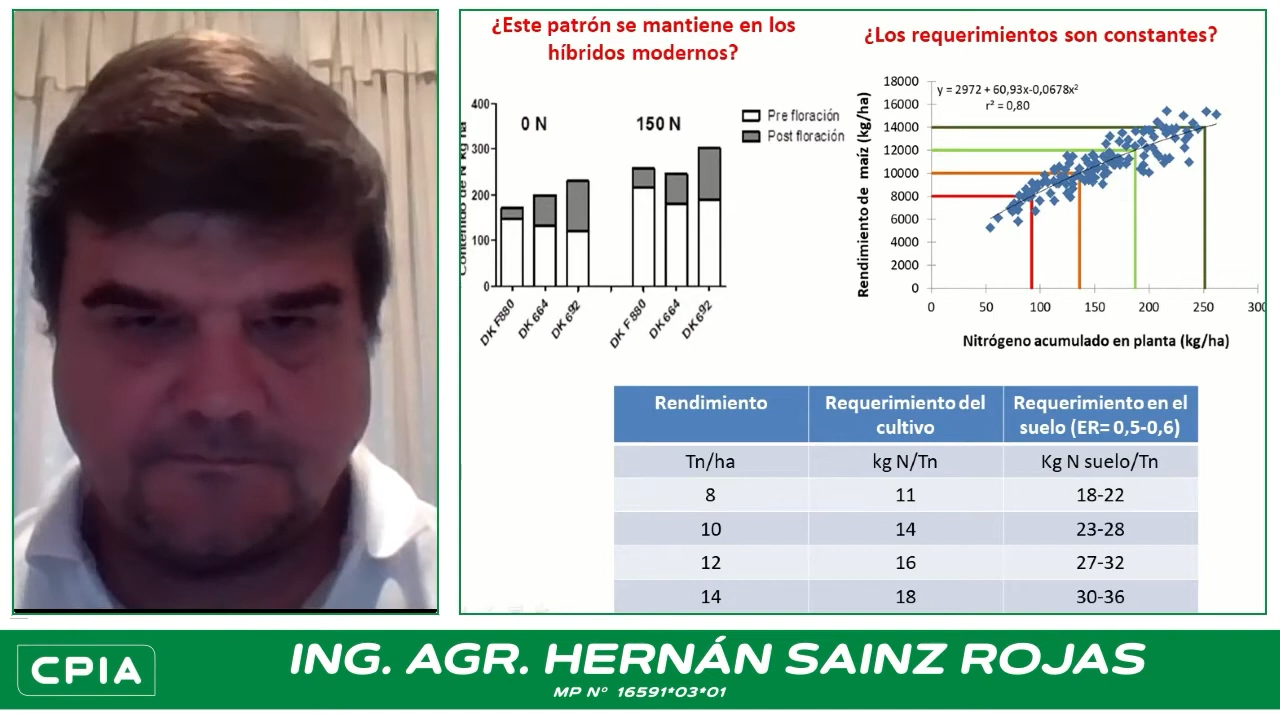 ¿Este patrón se mantiene en los
híbridos modernos?
400
300
200
100
0
0 N
150 N
Pre floración
Post floración
DK F880
DK 664
DK 692
DK F 880
DK 664
DK 692
¿Los requerimientos son constantes?
Rendimiento de maíz (kg/ha)
18000
16000
14000
12000
10000
8000
6000
4000
2000
0
y = 2972 + 60,93x-0,0678x²
r² = 0,80
0 50 100 150 200 250 300
Nitrógeno acumulado en planta (kg/ha)
Rendimiento Requerimiento del cultivo Requerimiento en el suelo (ER= 0,5-0,6)
Tn/ha kg N/Tn Kg N suelo/Tn
8 11 18-22
10 14 23-28
12 16 27-32
14 18 30-36
CPIA
ING. AGR. HERNÁN SAINZ ROJAS
MP Nº 16591*03*01